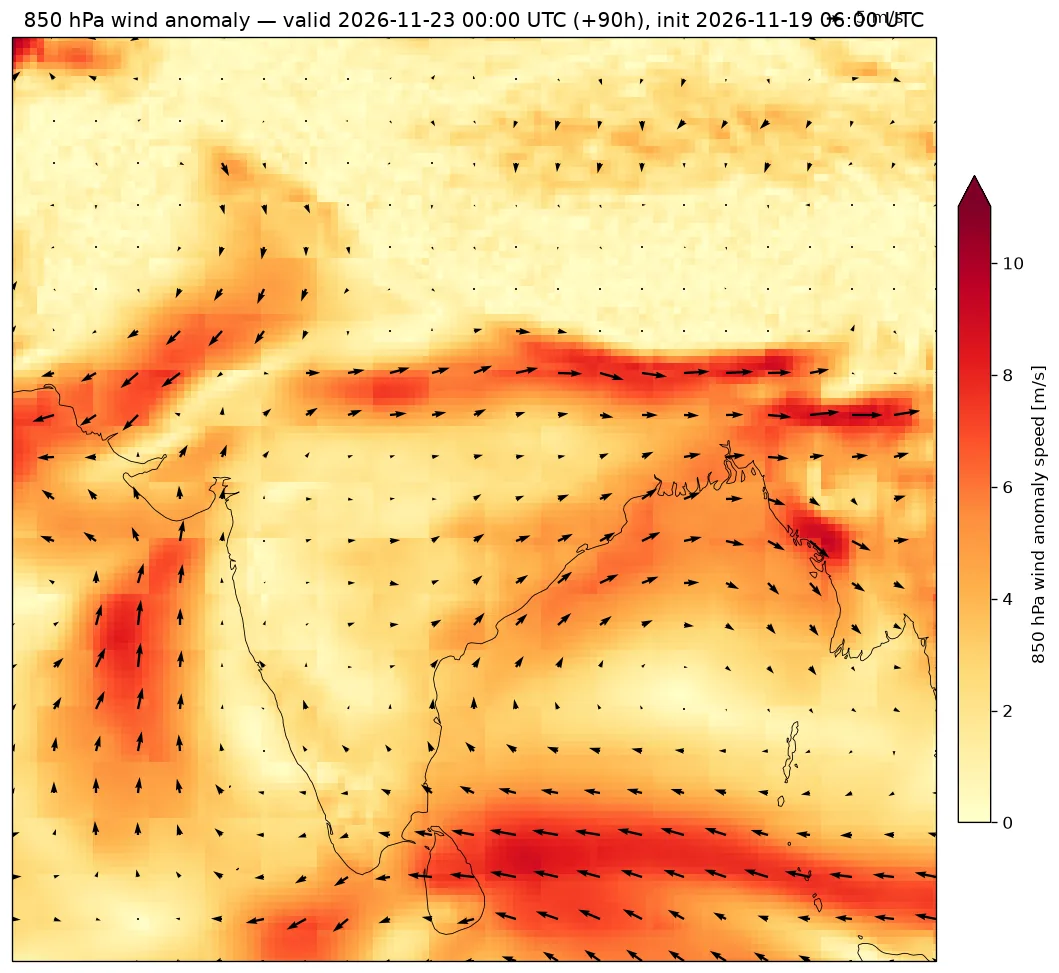 850 hPa wind anomaly — valid 2026-11-23 00:00 UTC (+90h), init 2026-11-19 06:00 UTC
5 m/s
10
8
6
4
2
0
850 hPa wind anomaly speed [m/s]